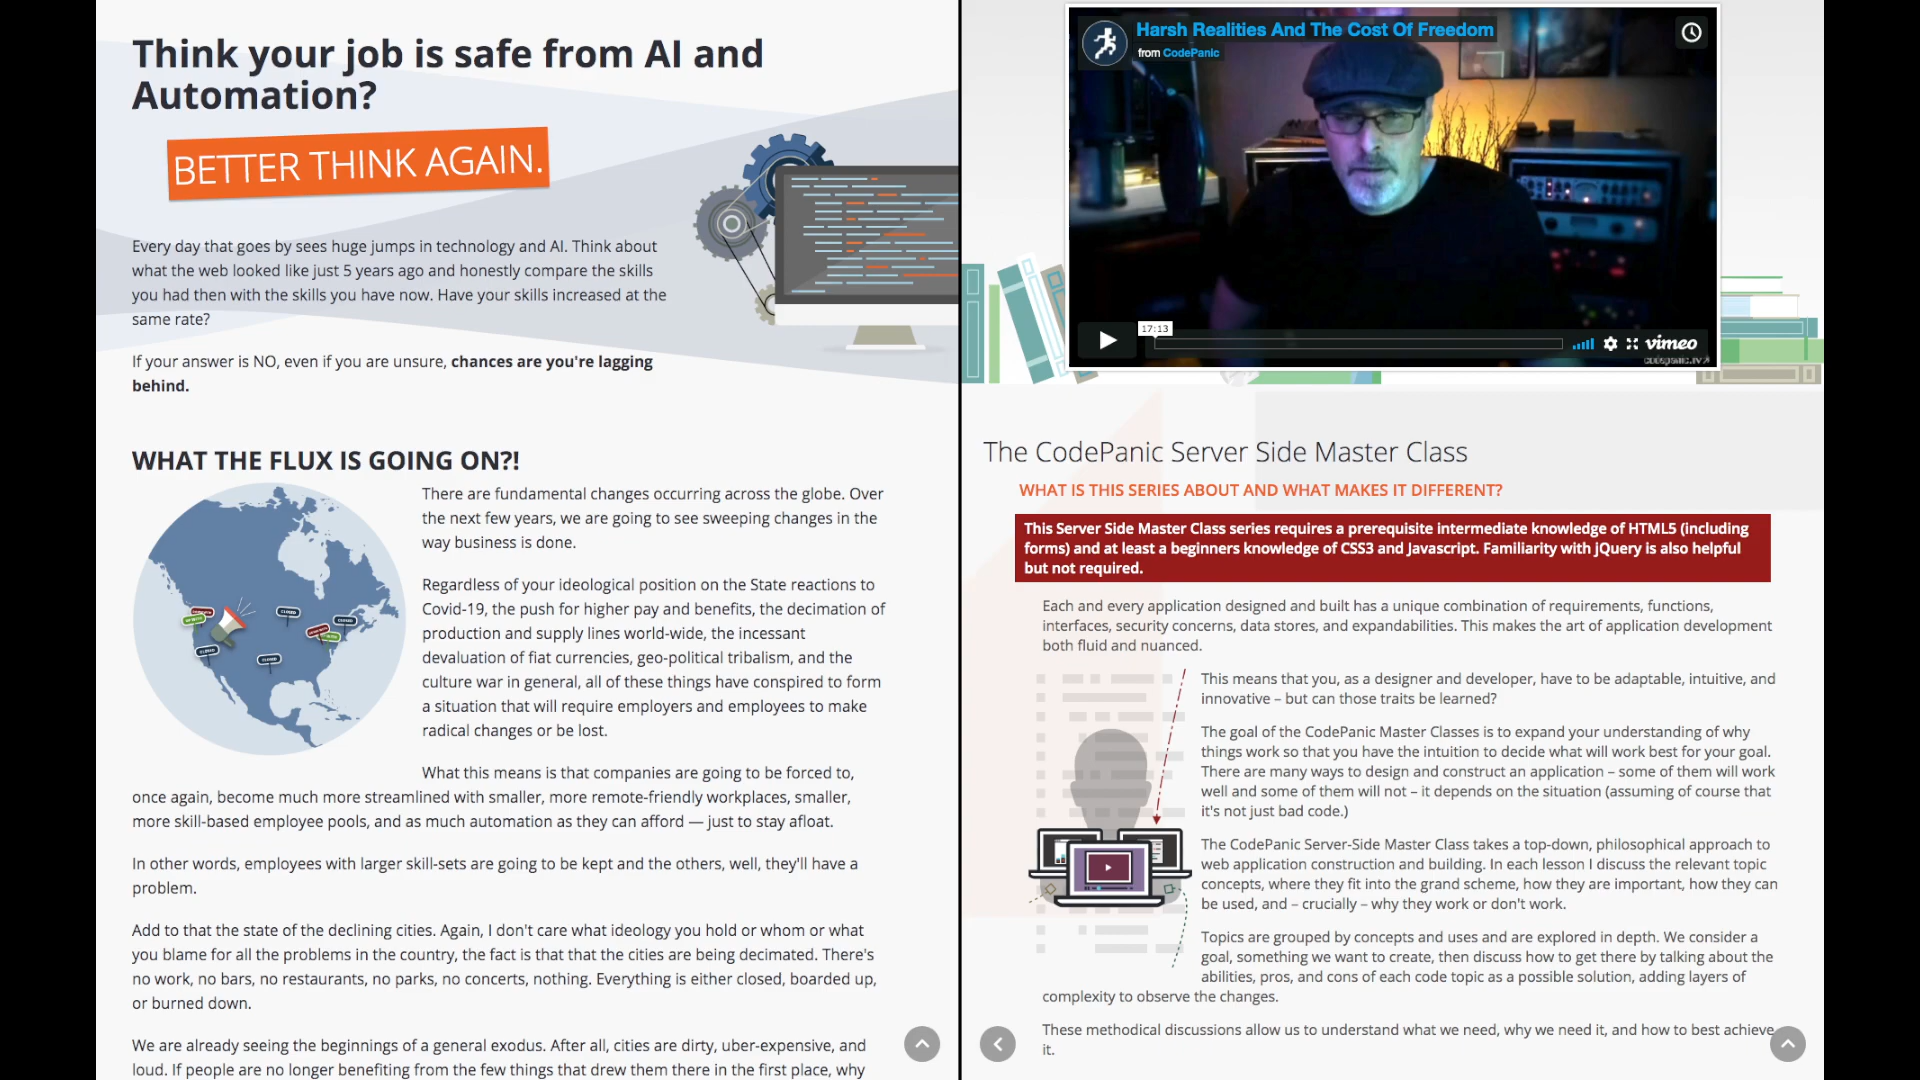 Think your job is safe from AI and
Automation?
BETTER THINK AGAIN.
Every day that goes by sees huge jumps in technology and AI. Think about
what the web looked like just 5 years ago and honestly compare the skills
you had then with the skills you have now. Have your skills increased at the
same rate?
If your answer is NO, even if you are unsure, chances are you're lagging
behind.
WHAT THE FLUX IS GOING ON?!
There are fundamental changes occurring across the globe. Over
the next few years, we are going to see sweeping changes in the
way business is done.
Regardless of your ideological position on the State reactions to
Covid-19, the push for higher pay and benefits, the decimation of
production and supply lines world-wide, the incessant
devaluation of fiat currencies, geo-political tribalism, and the
culture war in general, all of these things have conspired to form
a situation that will require employers and employees to make
radical changes or be lost.
CLOSED
CLOSED
CLOSED
CLOSED
What this means is that companies are going to be forced to,
once again, become much more streamlined with smaller, more remote-friendly workplaces, smaller,
more skill-based employee pools, and as much automation as they can afford — just to stay afloat.
In other words, employees with larger skill-sets are going to be kept and the others, well, they'll have a
problem.
Add to that the state of the declining cities. Again, I don't care what ideology you hold or whom or what
you blame for all the problems in the country, the fact is that that the cities are being decimated. There's
no work, no bars, no restaurants, no parks, no concerts, nothing. Everything is either closed, boarded up,
or burned down.
We are already seeing the beginnings of a general exodus. After all, cities are dirty, uber-expensive, and
loud. If people are no longer benefiting from the few things that drew them there in the first place, why
Harsh Realities And The Cost Of Freedom
from CodePanic
17:13
vimeo
codepanic.tv
The CodePanic Server Side Master Class
WHAT IS THIS SERIES ABOUT AND WHAT MAKES IT DIFFERENT?
This Server Side Master Class series requires a prerequisite intermediate knowledge of HTML5 (including
forms) and at least a beginners knowledge of CSS3 and Javascript. Familiarity with jQuery is also helpful
but not required.
Each and every application designed and built has a unique combination of requirements, functions,
interfaces, security concerns, data stores, and expandabilities. This makes the art of application development
both fluid and nuanced.
This means that you, as a designer and developer, have to be adaptable, intuitive, and
innovative – but can those traits be learned?
The goal of the CodePanic Master Classes is to expand your understanding of why
things work so that you have the intuition to decide what will work best for your goal.
There are many ways to design and construct an application – some of them will work
well and some of them will not – it depends on the situation (assuming of course that
it's not just bad code.)
The CodePanic Server-Side Master Class takes a top-down, philosophical approach to
web application construction and building. In each lesson I discuss the relevant topic
concepts, where they fit into the grand scheme, how they are important, how they can
be used, and – crucially – why they work or don't work.
Topics are grouped by concepts and uses and are explored in depth. We consider a
goal, something we want to create, then discuss how to get there by talking about the
abilities, pros, and cons of each code topic as a possible solution, adding layers of
complexity to observe the changes.
These methodical discussions allow us to understand what we need, why we need it, and how to best achieve
it.